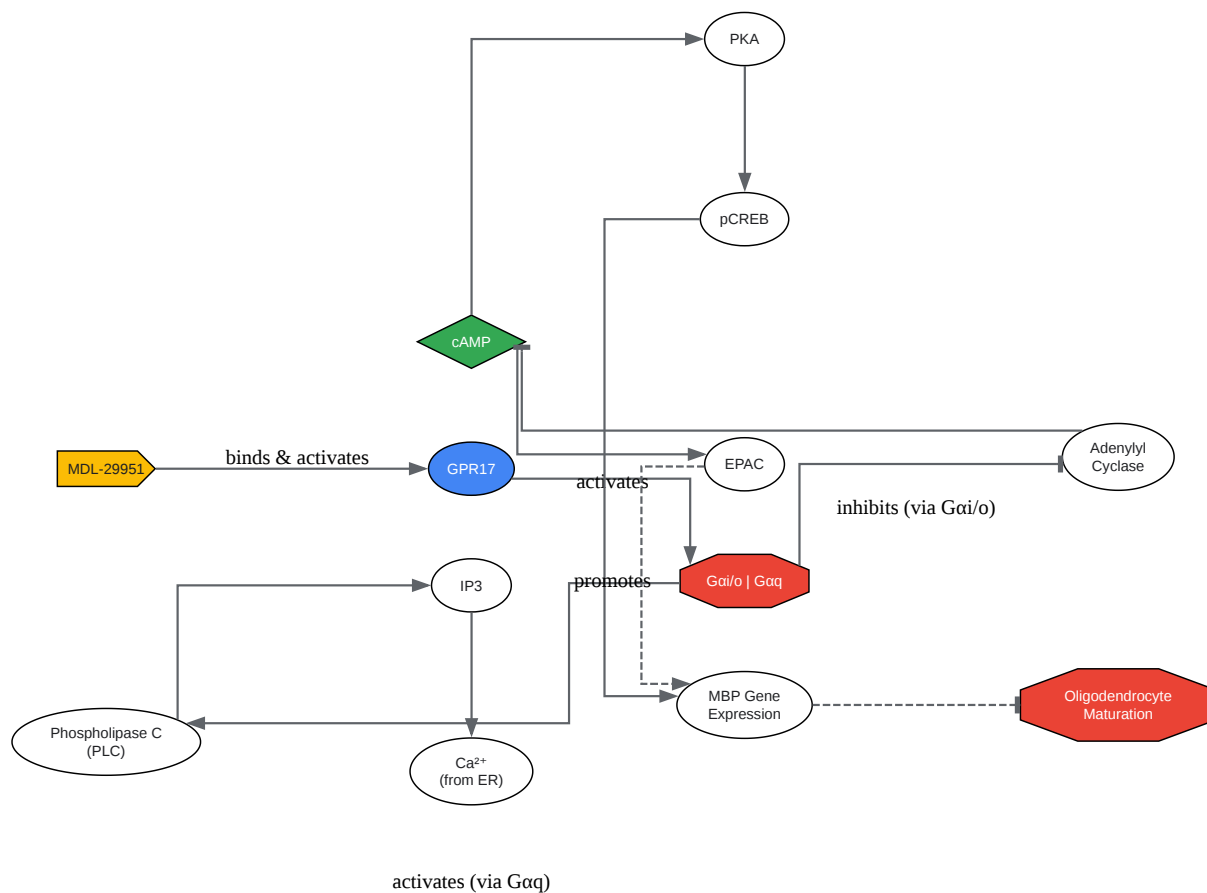 PKA
pCREB
cAMP
MDL-29951
binds & activates
GPR17
activates
EPAC
Adenylyl
Cyclase
inhibits (via Gαi/o)
IP3
promotes
Gαi/o | Gαq
MBP Gene
Expression
Oligodendrocyte
Maturation
Phospholipase C
(PLC)
Ca²⁺
(from ER)
activates (via Gαq)